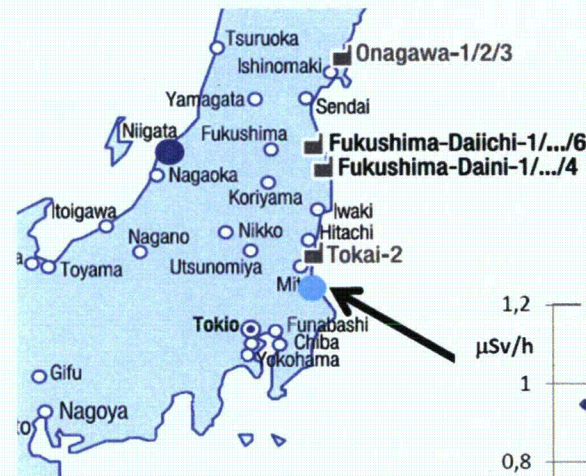 Tsuruoka
Onagawa-1/2/3
Ishinomaki
Yamagata
Sendai
Niigata
Fukushima
Fukushima-Daiichi-1/.../6
Fukushima-Daini-1/.../4
Nagaoka
Koriyama
Itoigawa
Iwaki
Nikko
Hitachi
Nagano
Tokai-2
a
Toyama
Utsunomiya
Mit
1,2
Tokio
Funabashi
µSv/h
Chiba
Yokohama
Gifu
1
Nagoya
to
0,8